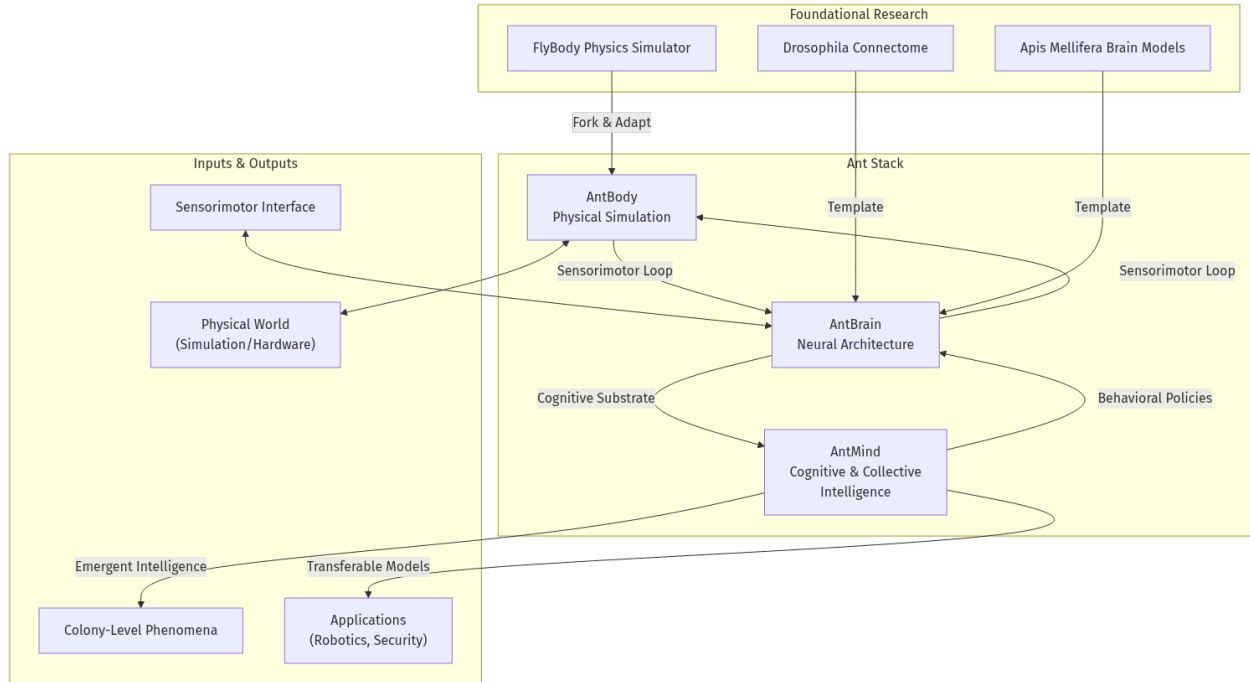 Foundational Research
FlyBody Physics Simulator
Drosophila Connectome
Apis Mellifera Brain Models
Fork & Adapt
Inputs & Outputs
Ant Stack
Sensorimotor Interface
AntBody
Physical Simulation
Template
Template
Sensorimotor Loop
Sensorimotor Loop
Physical World
(Simulation/Hardware)
AntBrain
Neural Architecture
Cognitive Substrate
Behavioral Policies
AntMind
Cognitive & Collective
Intelligence
Emergent Intelligence
Transferable Models
Colony-Level Phenomena
Applications
(Robotics, Security)